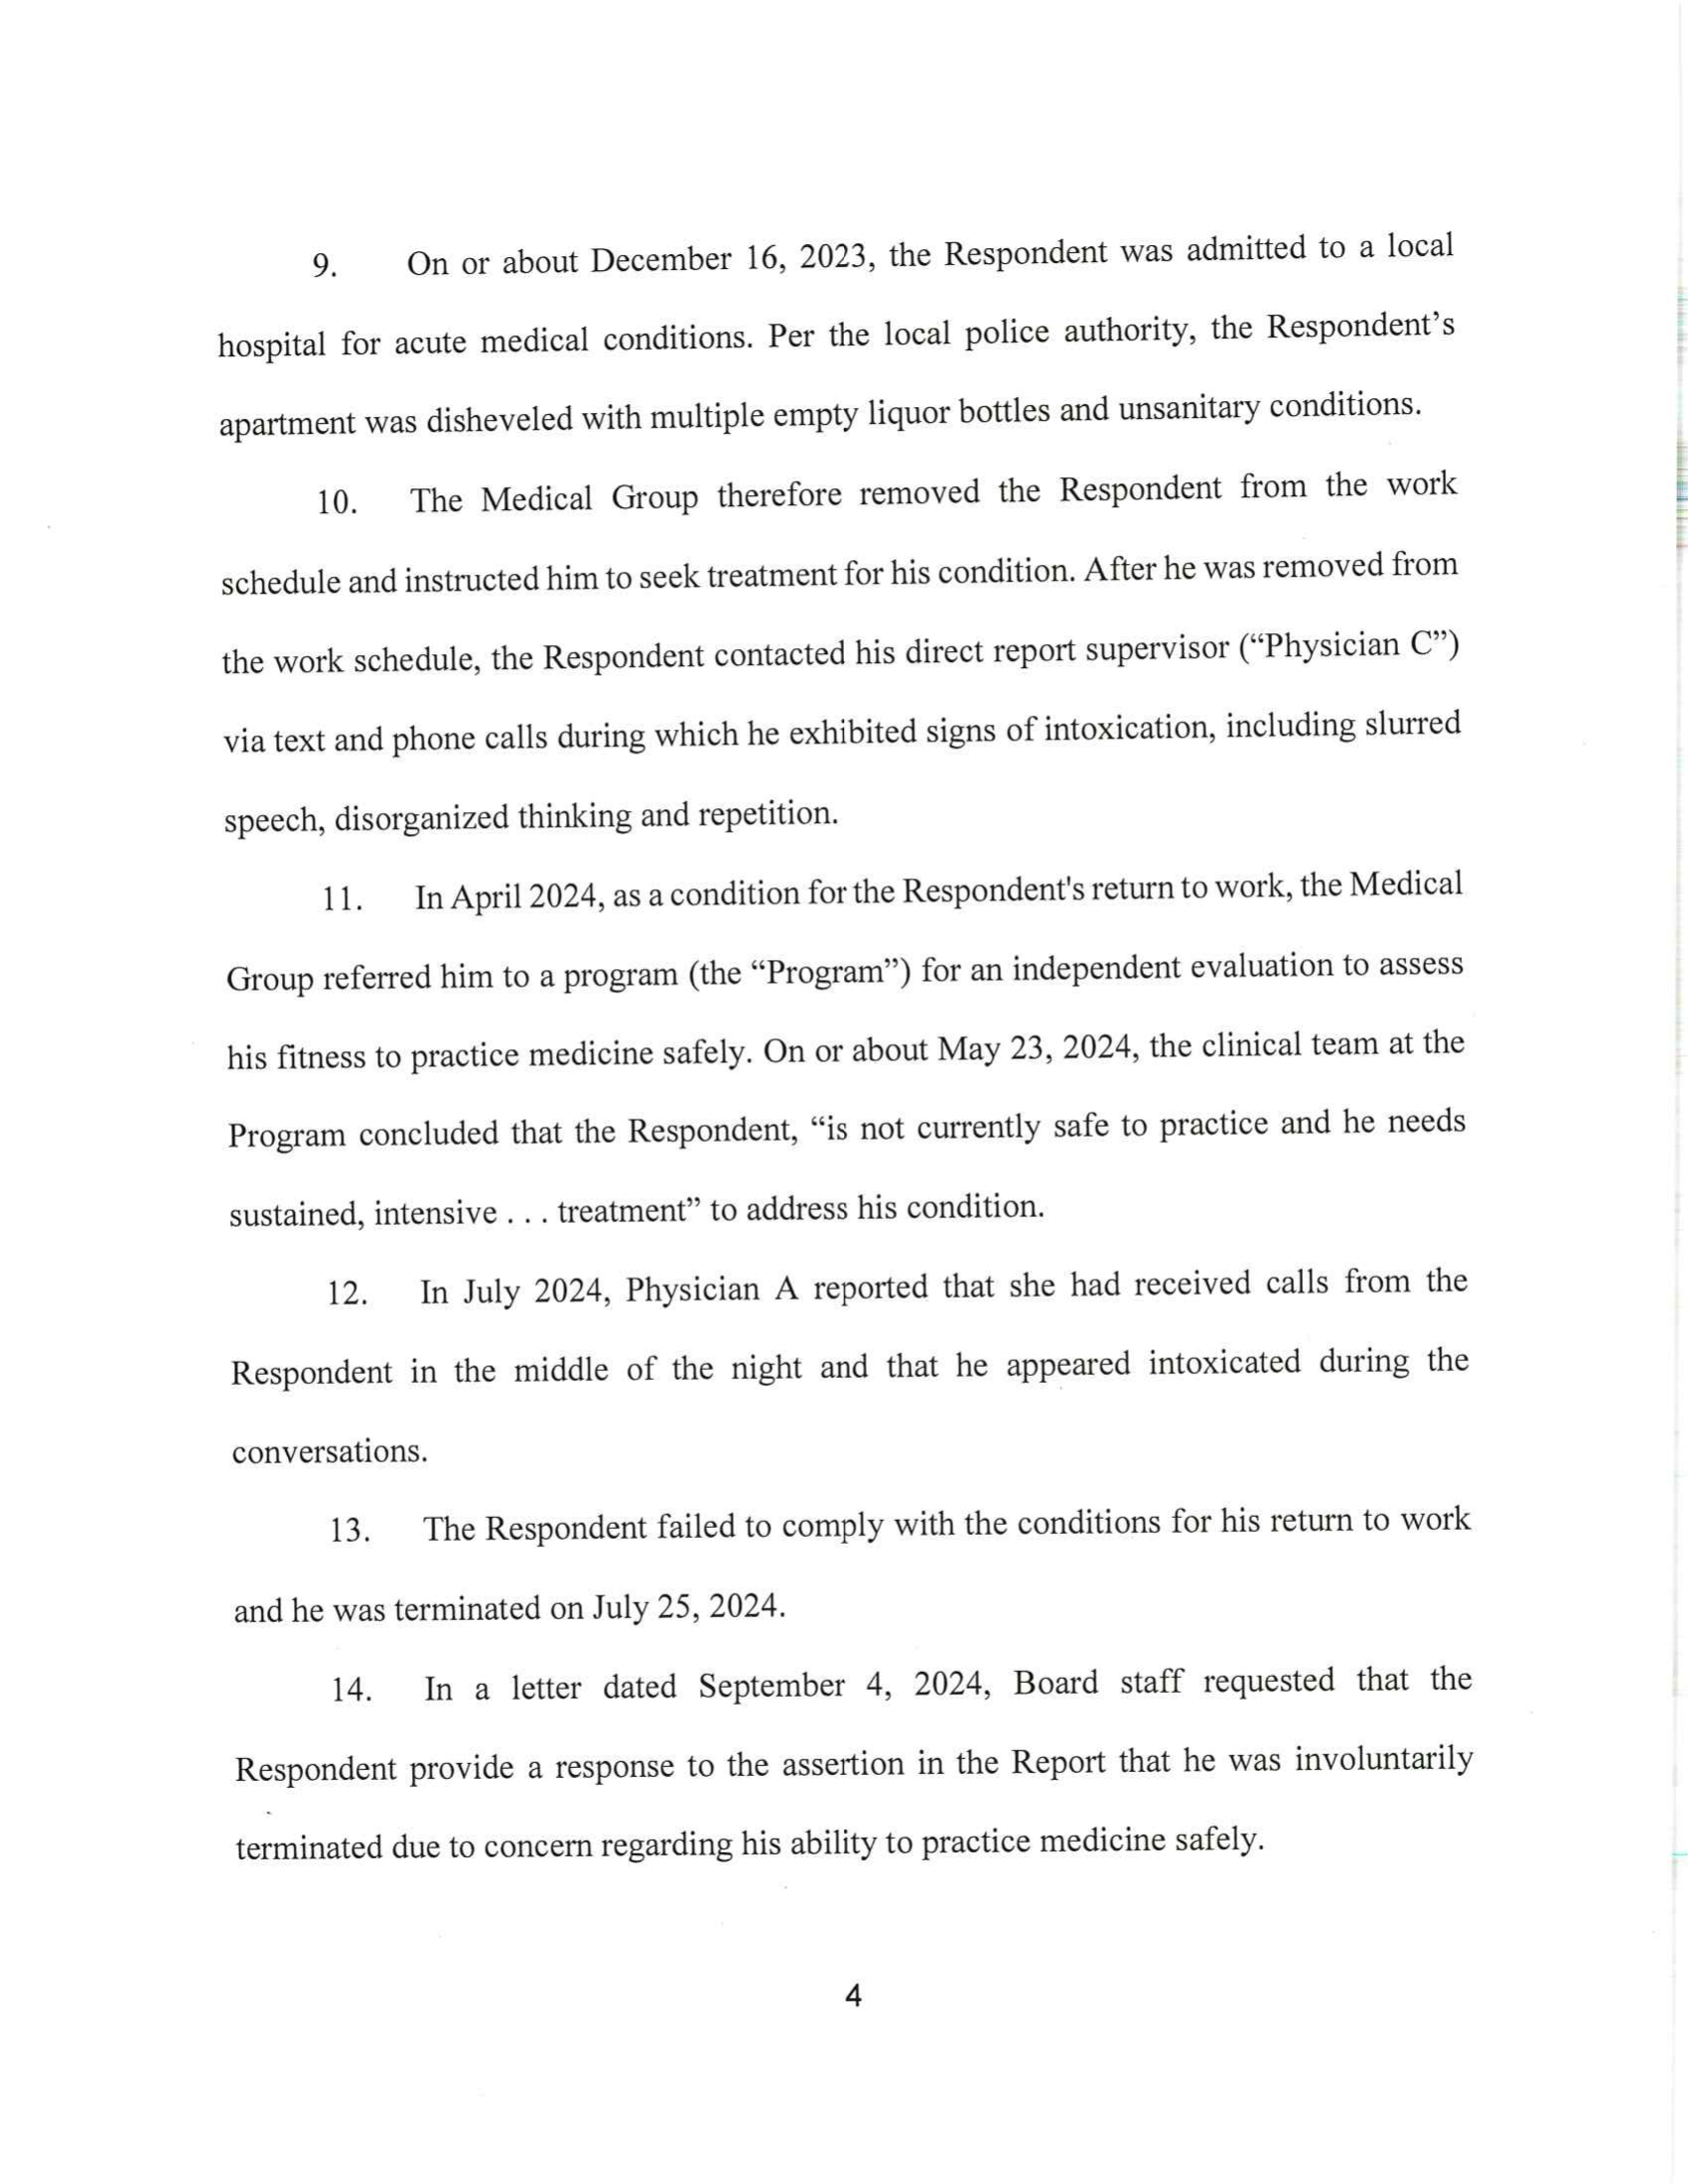 9. On or about December 16, 2023, the Respondent was admitted to a local
hospital for acute medical conditions. Per the local police authority, the Respondent’s
apartment was disheveled with multiple empty liquor bottles and unsanitary conditions.
10. The Medical Group therefore removed the Respondent from the work
schedule and instructed him to seek treatment for his condition. After he was removed from
the work schedule, the Respondent contacted his direct report supervisor (“Physician C”)
via text and phone calls during which he exhibited signs of intoxication, including slurred
speech, disorganized thinking and repetition.
11. In April 2024, as a condition for the Respondent's return to work, the Medical
Group referred him to a program (the “Program”) for an independent evaluation to assess
his fitness to practice medicine safely. On or about May 23, 2024, the clinical team at the
Program concluded that the Respondent, “is not currently safe to practice and he needs
sustained, intensive . . . treatment” to address his condition.
12. In July 2024, Physician A reported that she had received calls from the
Respondent in the middle of the night and that he appeared intoxicated during the
conversations.
13. The Respondent failed to comply with the conditions for his return to work
and he was terminated on July 25, 2024.
14. In a letter dated September 4, 2024, Board staff requested that the
Respondent provide a response to the assertion in the Report that he was involuntarily
terminated due to concern regarding his ability to practice medicine safely.
4